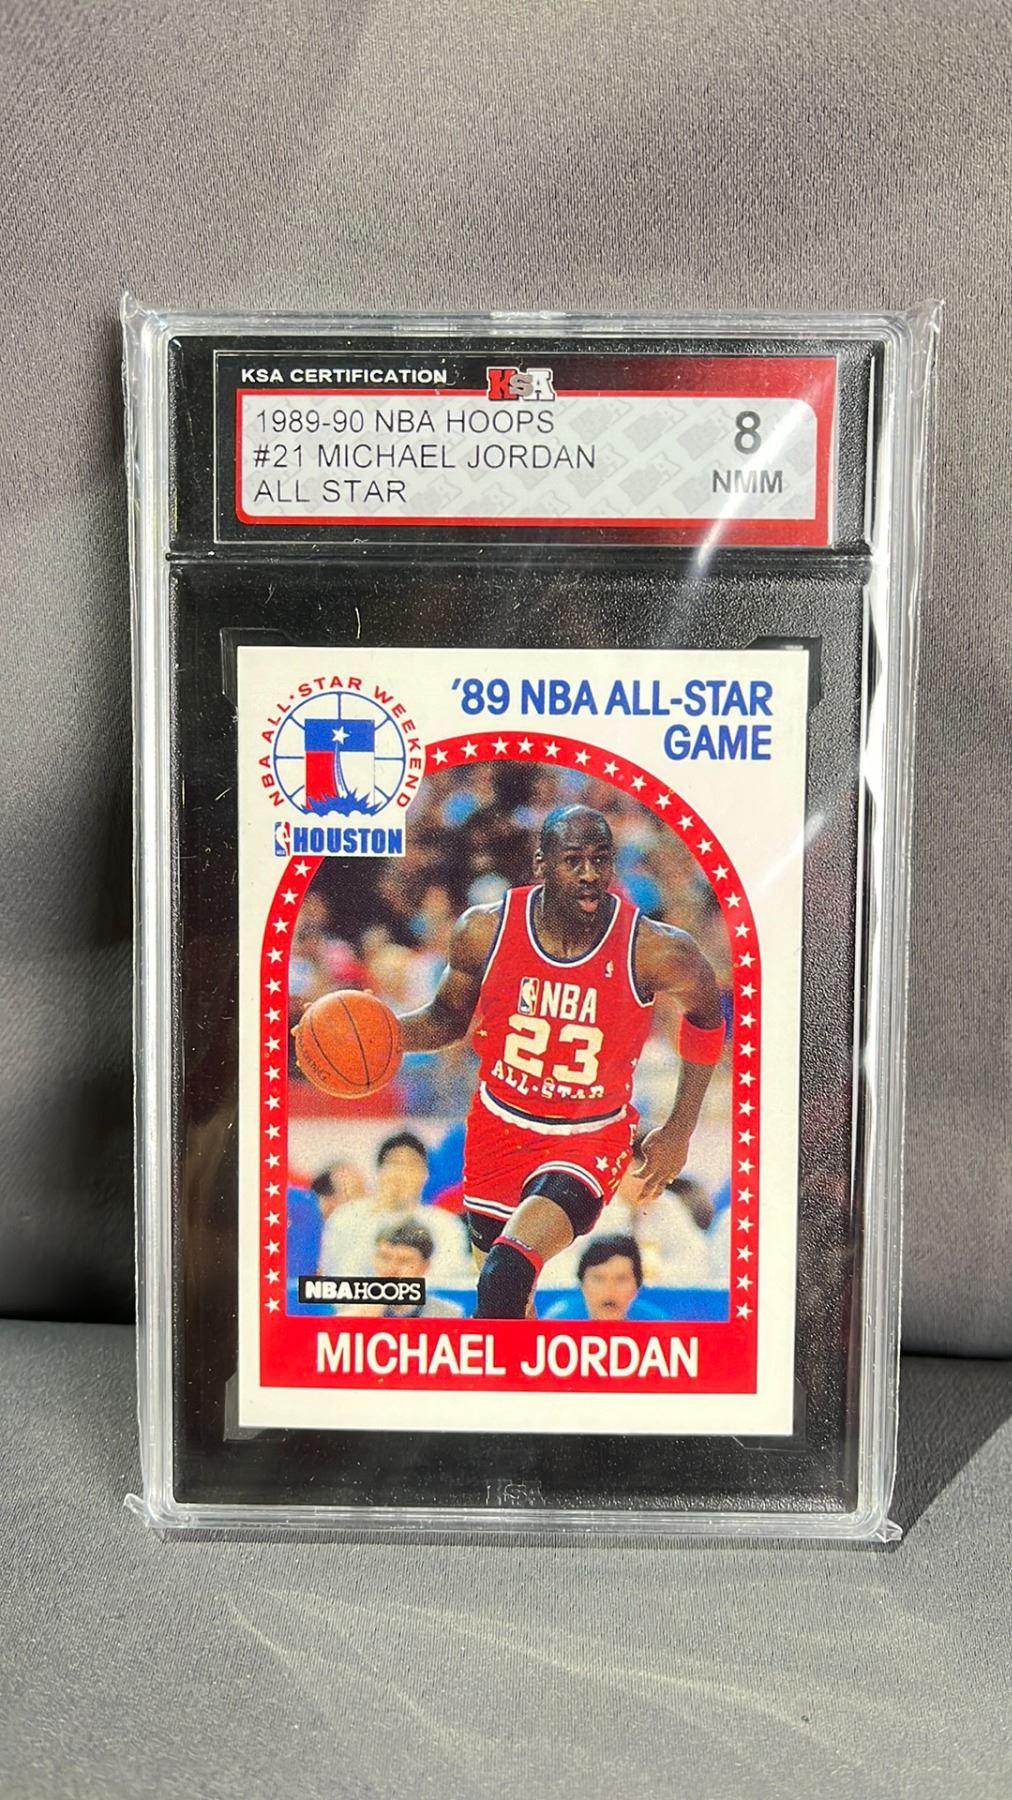 KSA CERTIFICATION KSA
1989-90 NBA HOOPS
#21 MICHAEL JORDAN
ALL STAR
8
NMM
NBA ALL·STAR WEEKEND
HOUSTON
'89 NBA ALL-STAR
GAME
NBA
23
ALL-STAR
NBA HOOPS
MICHAEL JORDAN
KSA